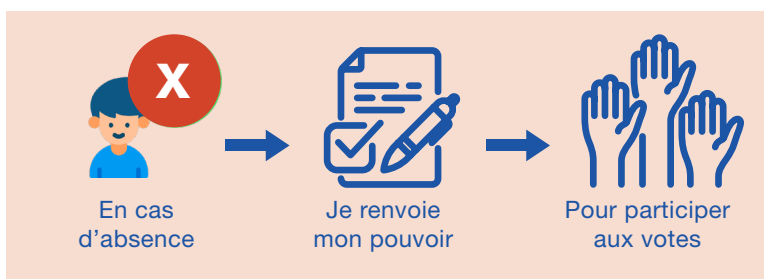 X
En cas
d’absence
Je renvoie
mon pouvoir
Pour participer
aux votes